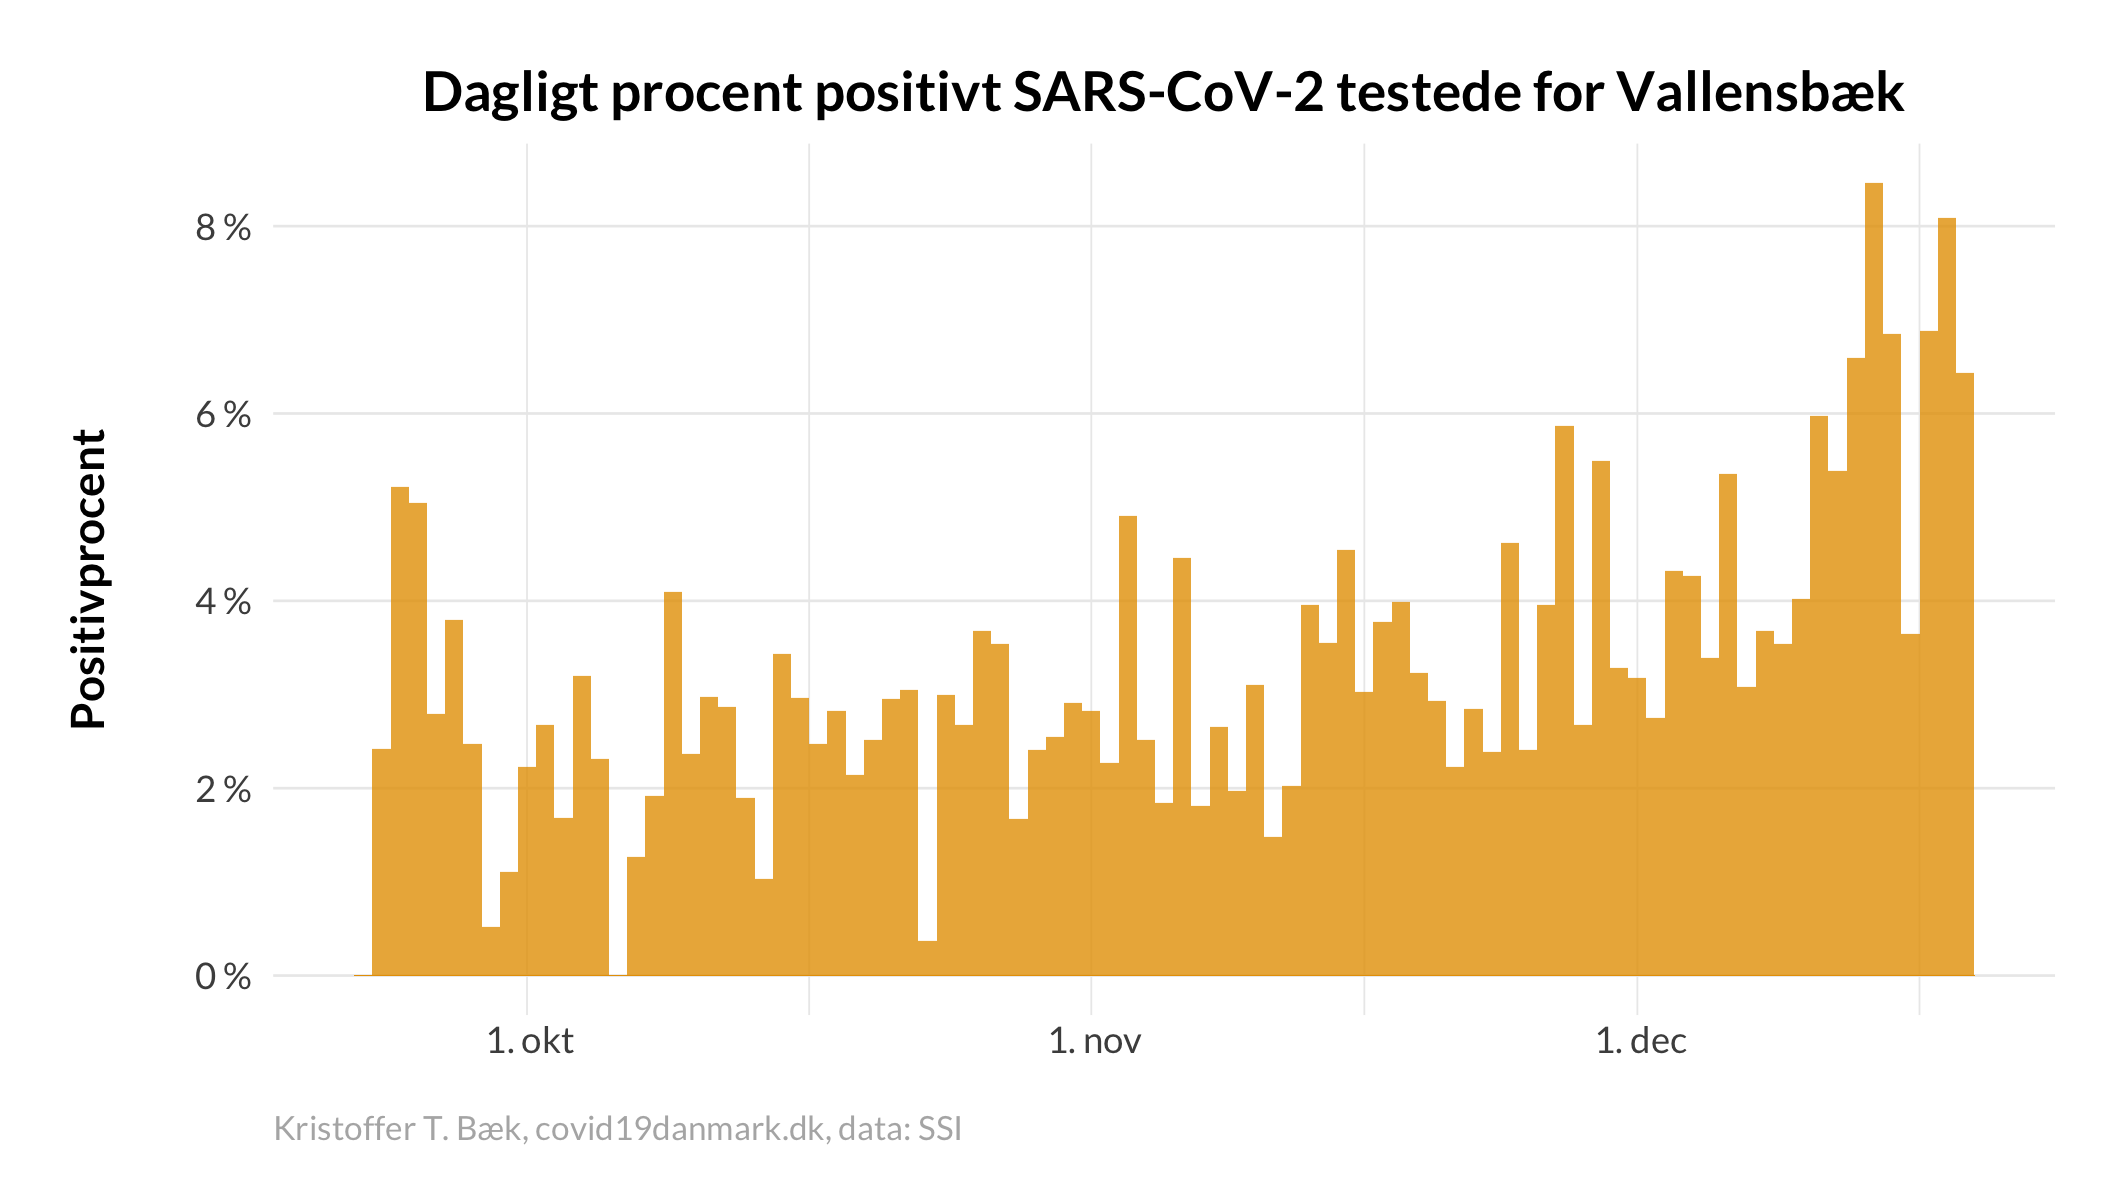 Dagligt procent positivt SARS-CoV-2 testede for Vallensbæk
Positivprocent
8 %
6 %
4 %
2 %
0 %
1. okt
1. nov
1. dec
Kristoffer T. Bæk, covid19danmark.dk, data: SSI